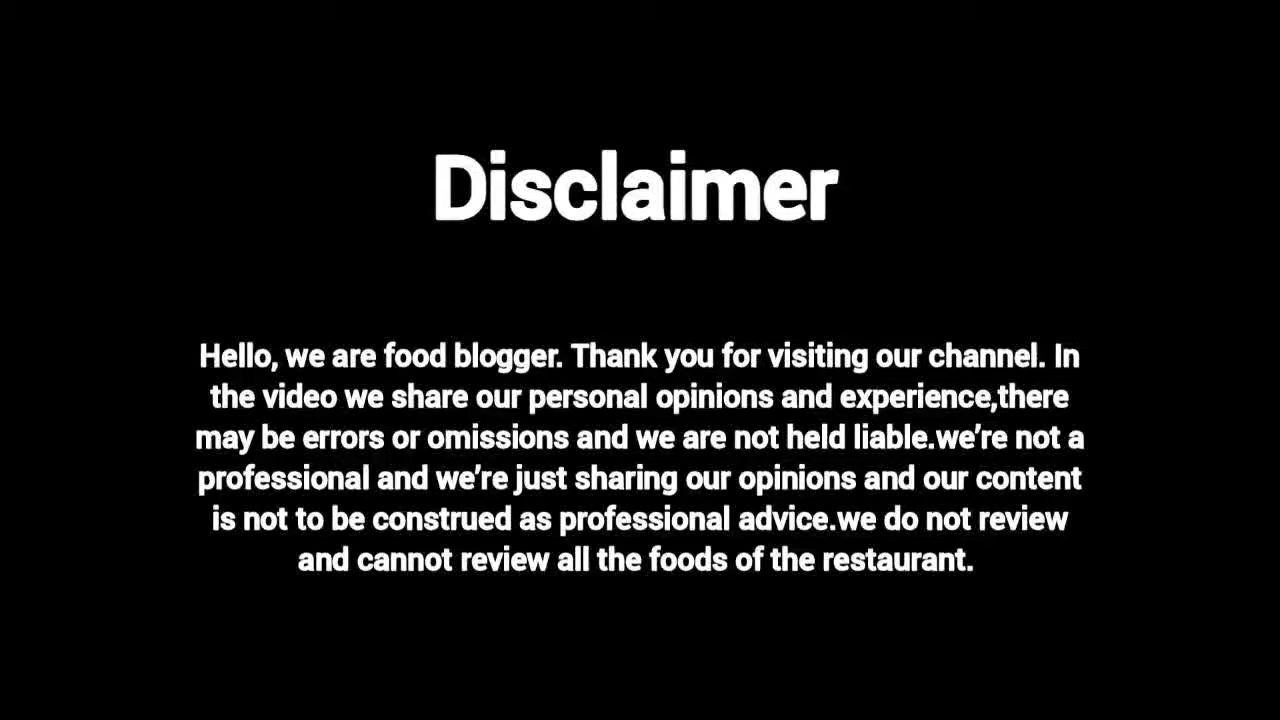 Disclaimer
Hello, we are food blogger. Thank you for visiting our channel. In
the video we share our personal opinions and experience,there
may be errors or omissions and we are not held liable.we’re not a
professional and we’re just sharing our opinions and our content
is not to be construed as professional advice.we do not review
and cannot review all the foods of the restaurant.